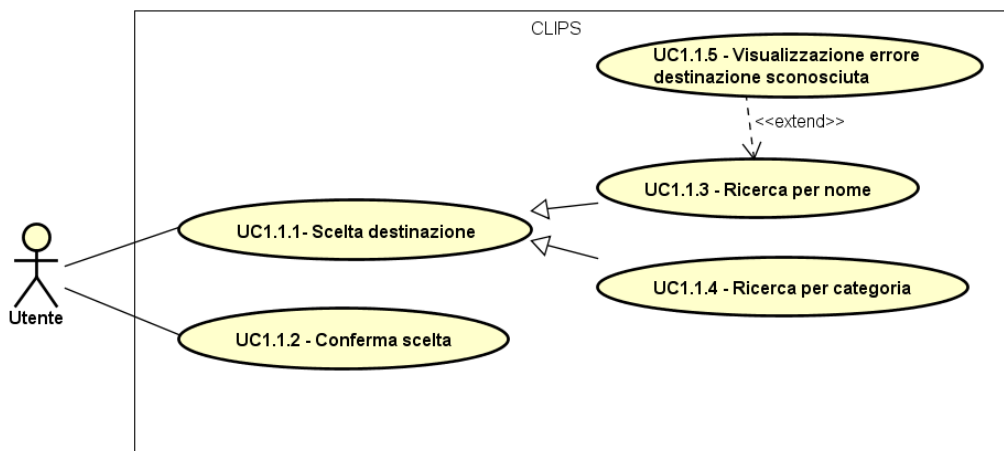 CLIPS
UC1.1.5 - Visualizzazione errore
destinazione sconosciuta
<<extend>>
UC1.1.3 - Ricerca per nome
UC1.1.1- Scelta destinazione
UC1.1.4 - Ricerca per categoria
Utente
UC1.1.2 - Conferma scelta